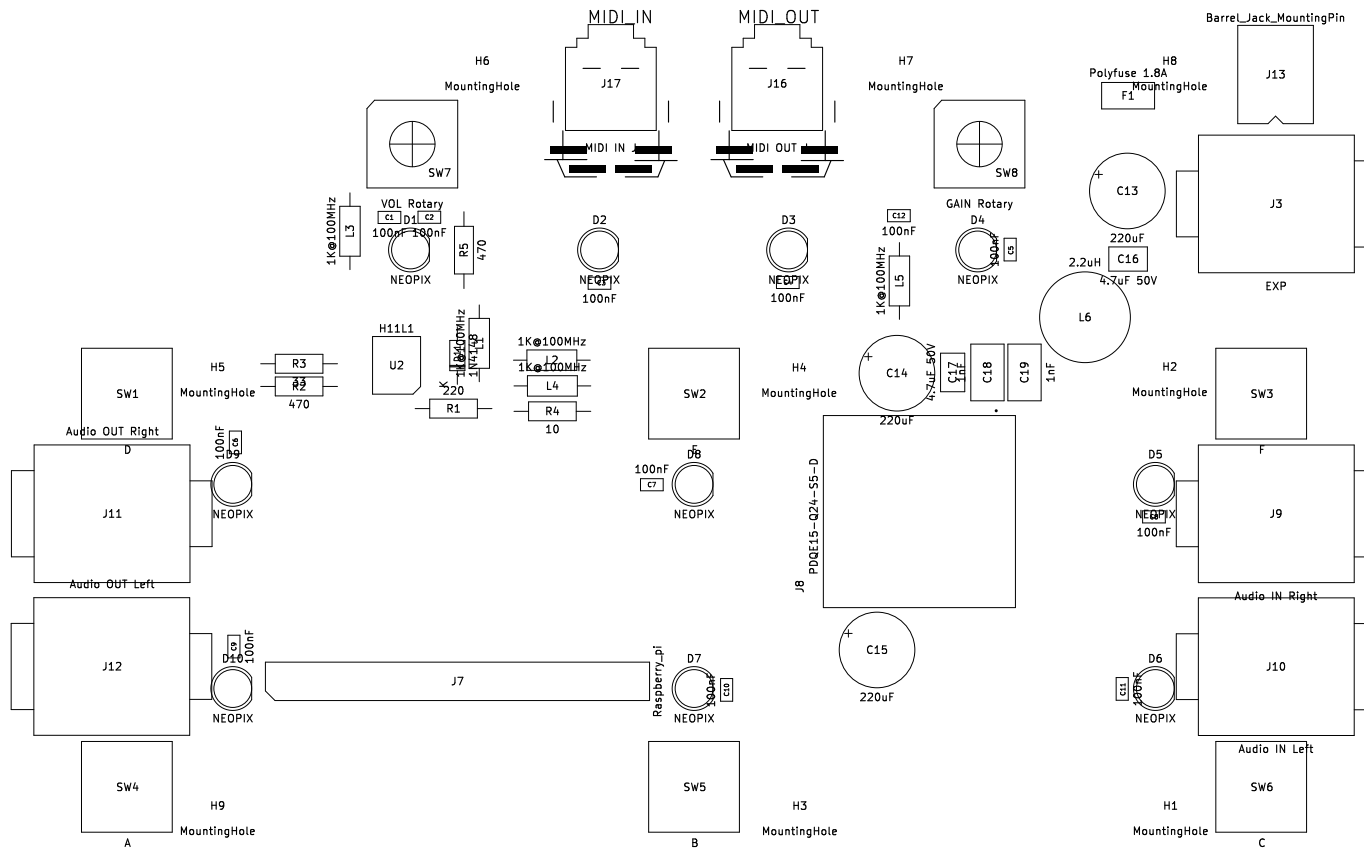 MIDI_IN
MIDI_OUT
Barrel_Jack_MountingPin
H6
MountingHole
J17
J16
H7
MountingHole
H8
MountingHole
Polyfuse 1.8A
F1
J13
MIDI IN J
MIDI OUT J
SW7
VOL Rotary
SW8
GAIN Rotary
C13
220uF
J3
EXP
1K@100MHz
L3
C1
100nF
C2
100nF
D1
NEOPIX
R5
470
D2
NEOPIX
100nF
D3
NEOPIX
100nF
C12
100nF
1K@100MHz
L5
D4
NEOPIX
100nF
C5
C16
4.7uF 50V
2.2uH
L6
H11L1
U2
1K@100MHz
L1
1N4148
R3
33
R2
470
K
220
R1
1K@100MHz
L2
1K@100MHz
L4
R4
10
C14
220uF
4.7uF 50V
C17
1nF
C18
C19
1nF
SW1
D
H5
MountingHole
SW2
E
H4
MountingHole
H2
MountingHole
SW3
F
Audio OUT Right
J11
100nF
C6
D9
NEOPIX
100nF
C7
D8
NEOPIX
J8
PDQE15-Q24-S5-D
D5
NEOPIX
100nF
J9
Audio IN Right
Audio OUT Left
J12
C9
100nF
D10
NEOPIX
J7
Raspberry_pi
D7
NEOPIX
100nF
C10
C15
220uF
C11
100nF
D6
NEOPIX
J10
Audio IN Left
SW4
A
H9
MountingHole
SW5
B
H3
MountingHole
H1
MountingHole
SW6
C